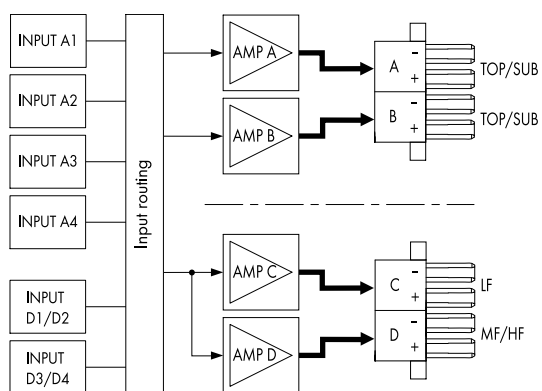 INPUT A1
INPUT A2
INPUT A3
INPUT A4
INPUT
D1/D2
INPUT
D3/D4
Input routing
AMP A
AMP B
AMP C
AMP D
A
-
+
TOP/SUB
B
-
+
TOP/SUB
C
-
+
LF
D
-
+
MF/HF